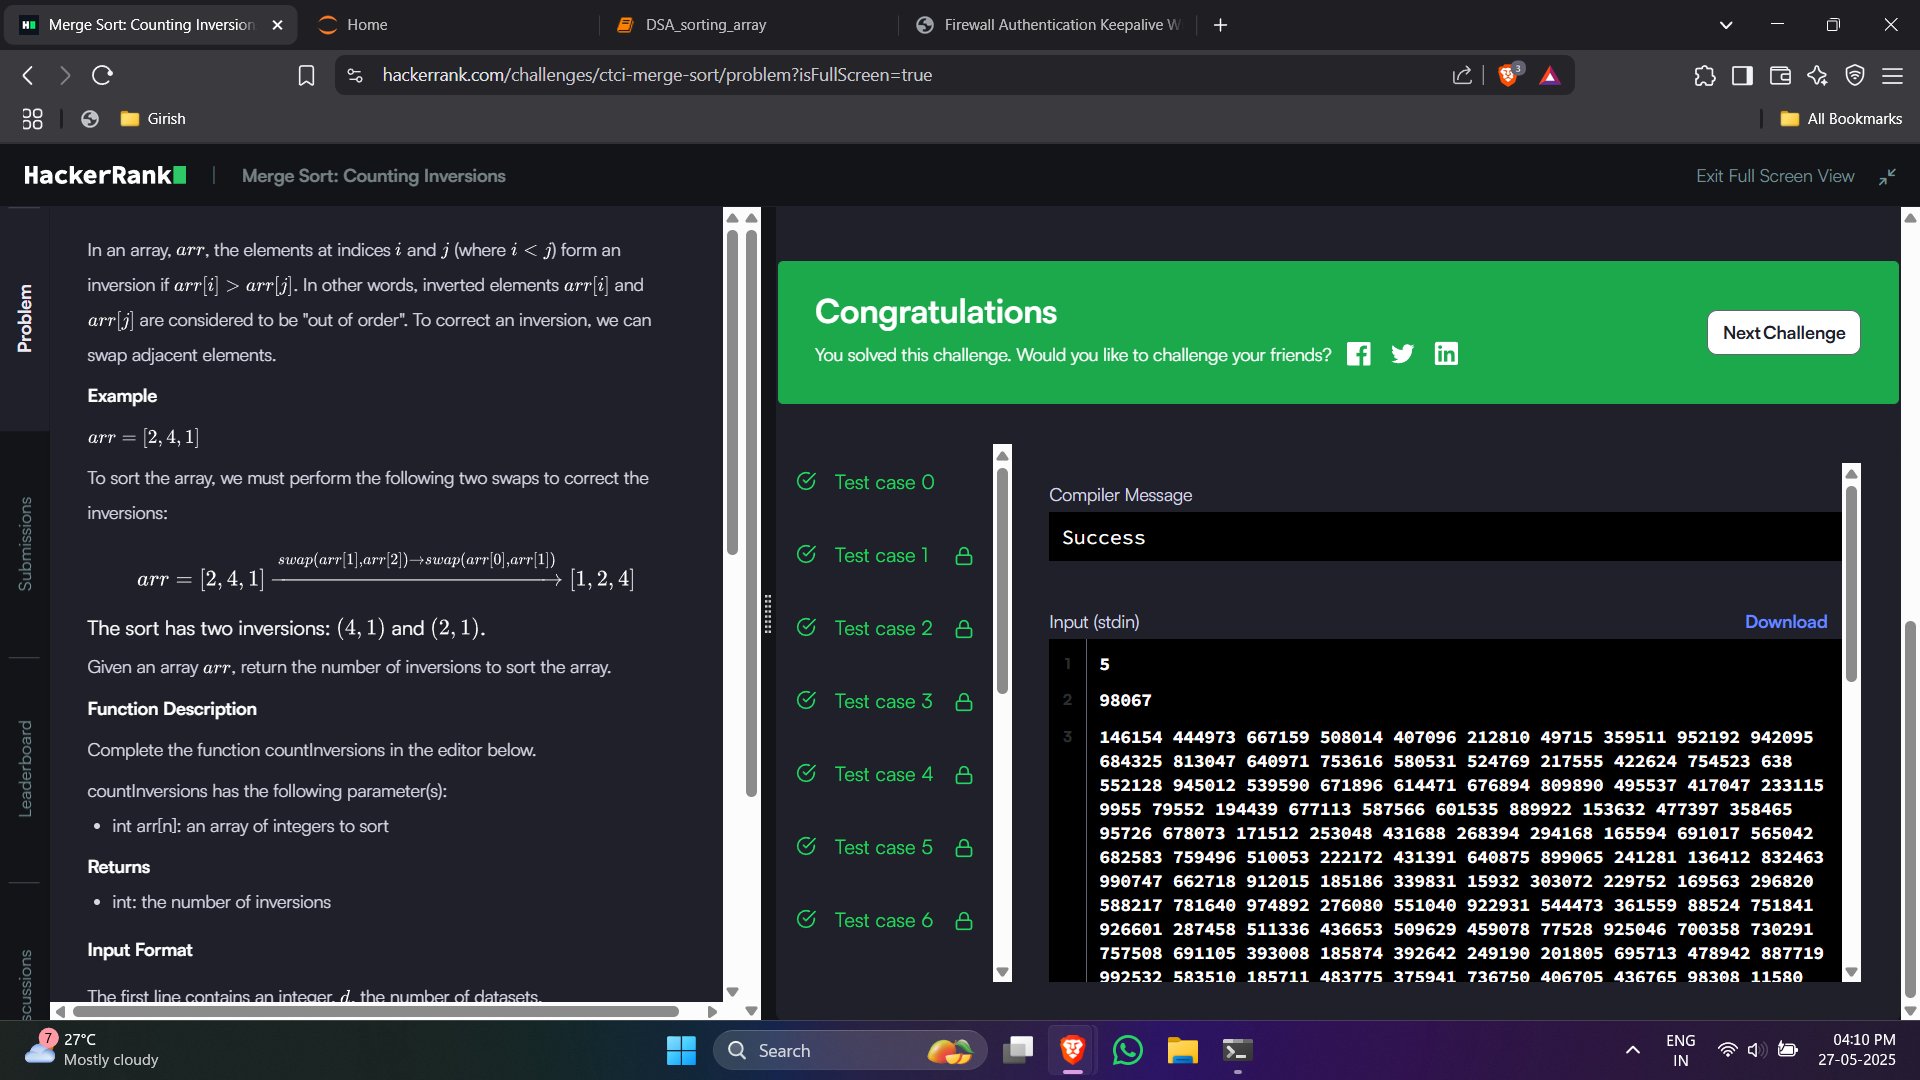 Merge Sort: Counting Inversion
Home
DSA_sorting_array
Firewall Authentication Keepalive W
hackerrank.com/challenges/ctci-merge-sort/problem?isFullScreen=true
3
Girish
All Bookmarks
HackerRank
Merge Sort: Counting Inversions
Exit Full Screen View
Problem
Submissions
Leaderboard
scussions
In an array, arr, the elements at indices i and j (where i < j) form an
inversion if arr[i] > arr[j]. In other words, inverted elements arr[i] and
arr[j] are considered to be "out of order". To correct an inversion, we can
swap adjacent elements.
Example
arr = [2, 4, 1]
To sort the array, we must perform the following two swaps to correct the
inversions:
swap(arr[1],arr[2])→swap(arr[0],arr[1])
arr = [2, 4, 1] ⟶ [1, 2, 4]
The sort has two inversions: (4, 1) and (2, 1).
Given an array arr, return the number of inversions to sort the array.
Function Description
Complete the function countInversions in the editor below.
countInversions has the following parameter(s):
• int arr[n]: an array of integers to sort
Returns
• int: the number of inversions
Input Format
The first line contains an integer, d, the number of datasets.
Congratulations
You solved this challenge. Would you like to challenge your friends?
Next Challenge
Test case 0
Test case 1
Test case 2
Test case 3
Test case 4
Test case 5
Test case 6
Compiler Message
Success
Input (stdin)
Download
1 5
2 98067
3 146154 444973 667159 508014 407096 212810 49715 359511 952192 942095
684325 813047 640971 753616 580531 524769 217555 422624 754523 638
552128 945012 539590 671896 614471 676894 809890 495537 417047 233115
9955 79552 194439 677113 587566 601535 889922 153632 477397 358465
95726 678073 171512 253048 431688 268394 294168 165594 691017 565042
682583 759496 510053 222172 431391 640875 899065 241281 136412 832463
990747 662718 912015 185186 339831 15932 303072 229752 169563 296820
588217 781640 974892 276080 551040 922931 544473 361559 88524 751841
926601 287458 511336 436653 509629 459078 77528 925046 700358 730291
757508 691105 393008 185874 392642 249190 201805 695713 478942 887719
992532 583510 185711 483775 375941 736750 406705 436765 98308 11580
7
27°C
Mostly cloudy
Search
ENG
IN
04:10 PM
27-05-2025